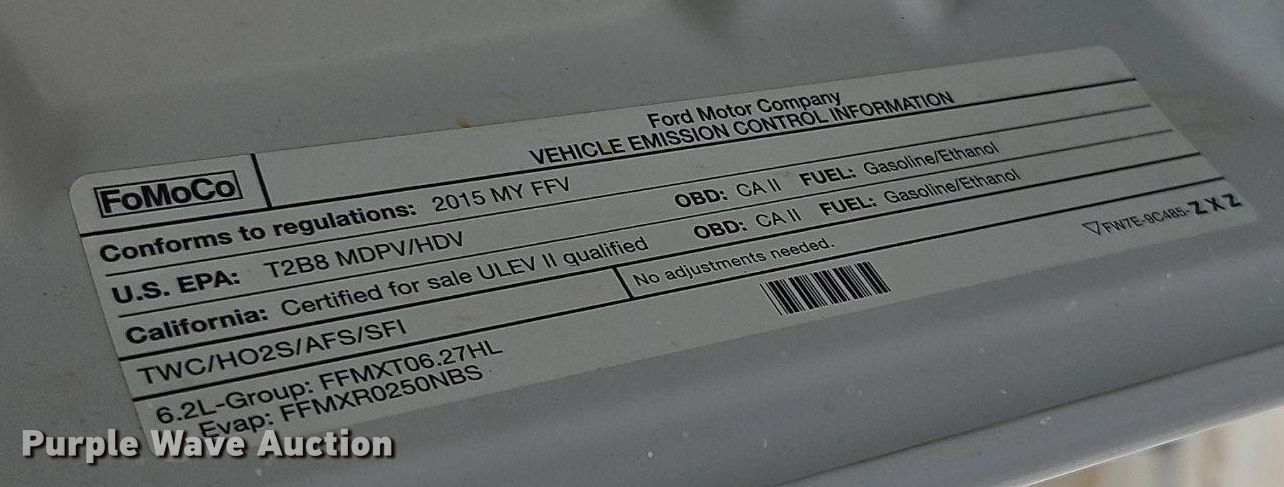 Ford Motor Company
VEHICLE EMISSION CONTROL INFORMATION
FoMoCo
Conforms to regulations: 2015 MY FFV
U.S. EPA: T2B8 MDPV/HDV OBD: CA II FUEL: Gasoline/Ethanol
California: Certified for sale ULEV II qualified OBD: CA II FUEL: Gasoline/Ethanol
TWC/HO2S/AFS/SFI
No adjustments needed.
6.2L-Group: FFMXT06.27HL
Evap: FFMXR0250NBS
FW7E-9C485-ZXZ
Purple Wave Auction